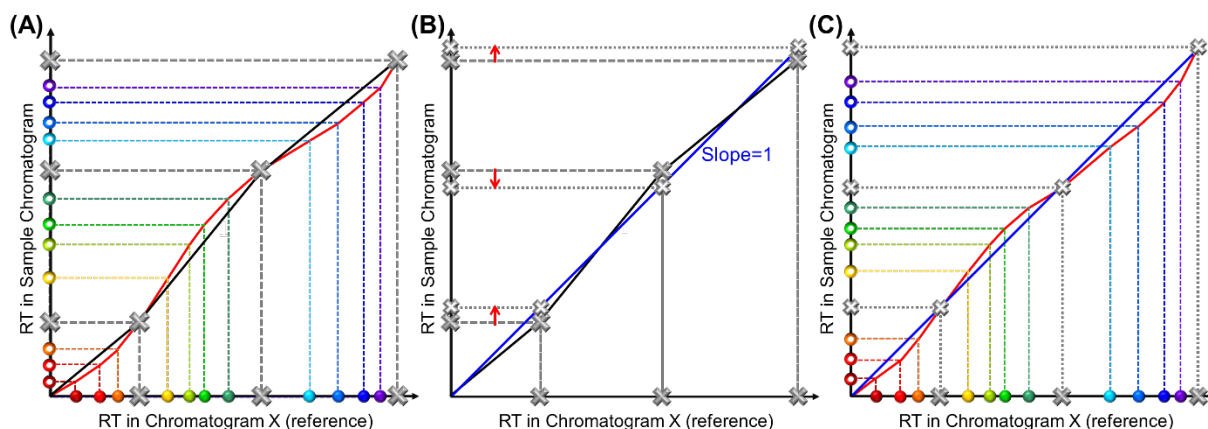 (A)
RT in Sample Chromatogram
RT in Chromatogram X (reference)
(B)
RT in Sample Chromatogram
Slope=1
RT in Chromatogram X (reference)
(C)
RT in Sample Chromatogram
RT in Chromatogram X (reference)